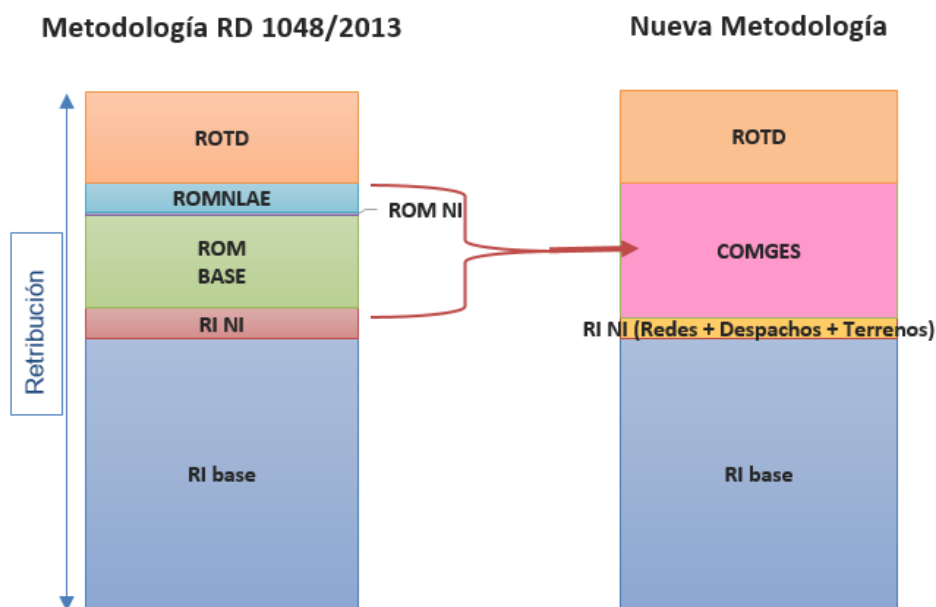 Metodología RD 1048/2013
Nueva Metodología
ROTD
ROMNLAE
ROM NI
ROM
BASE
RI NI
RI base
Retribución
ROTD
COMGES
RI NI (Redes + Despachos + Terrenos)
RI base